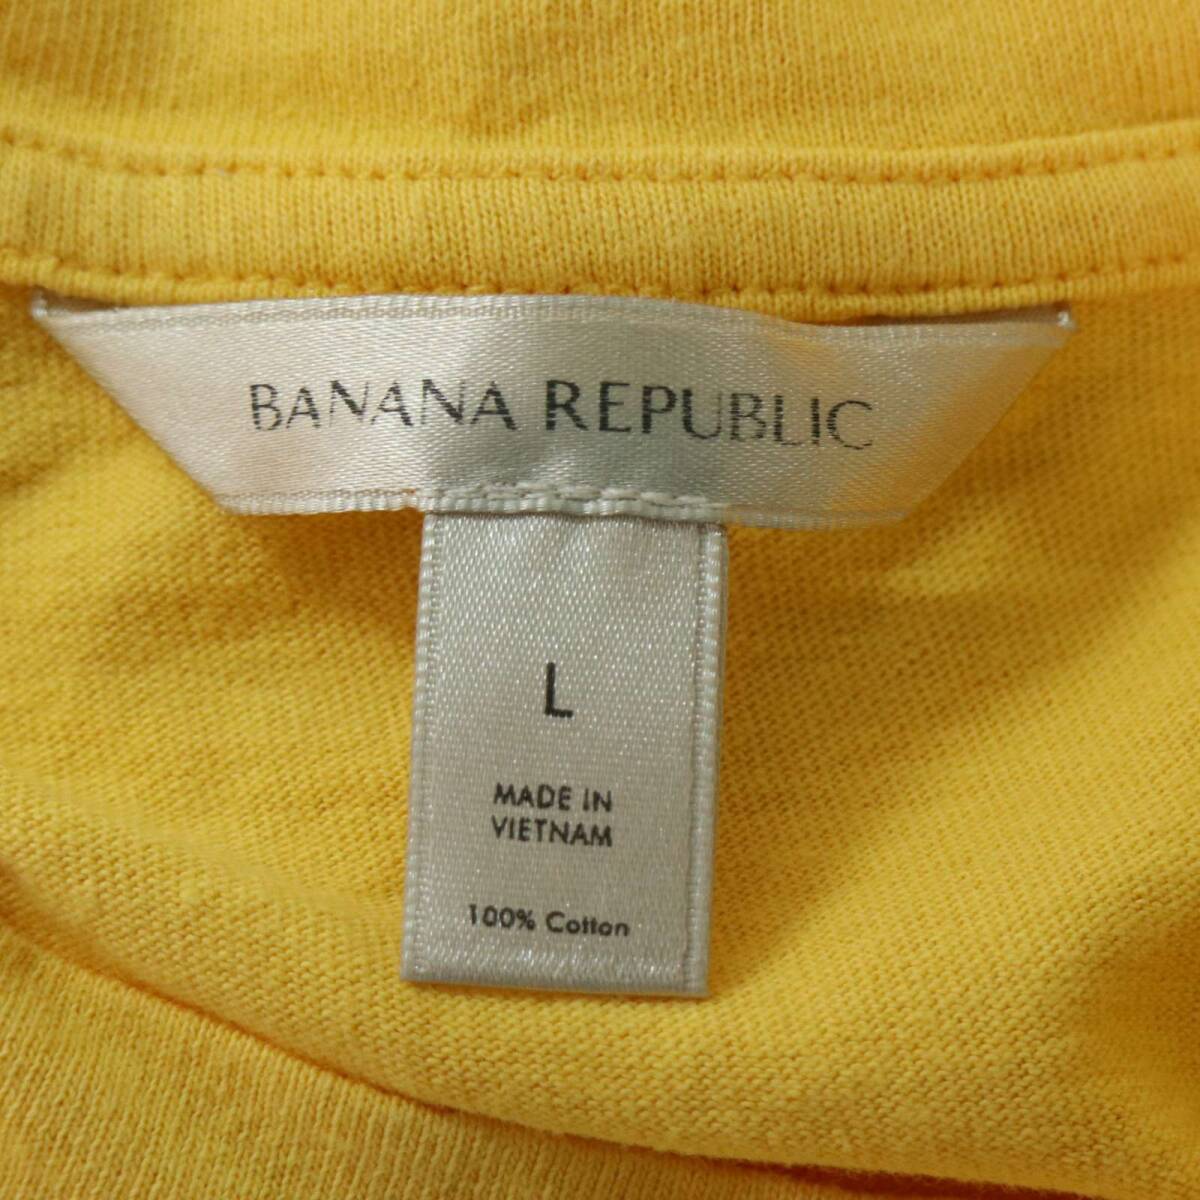 BANANA REPUBLIC
L
MADE IN
VIETNAM
100% Cotton